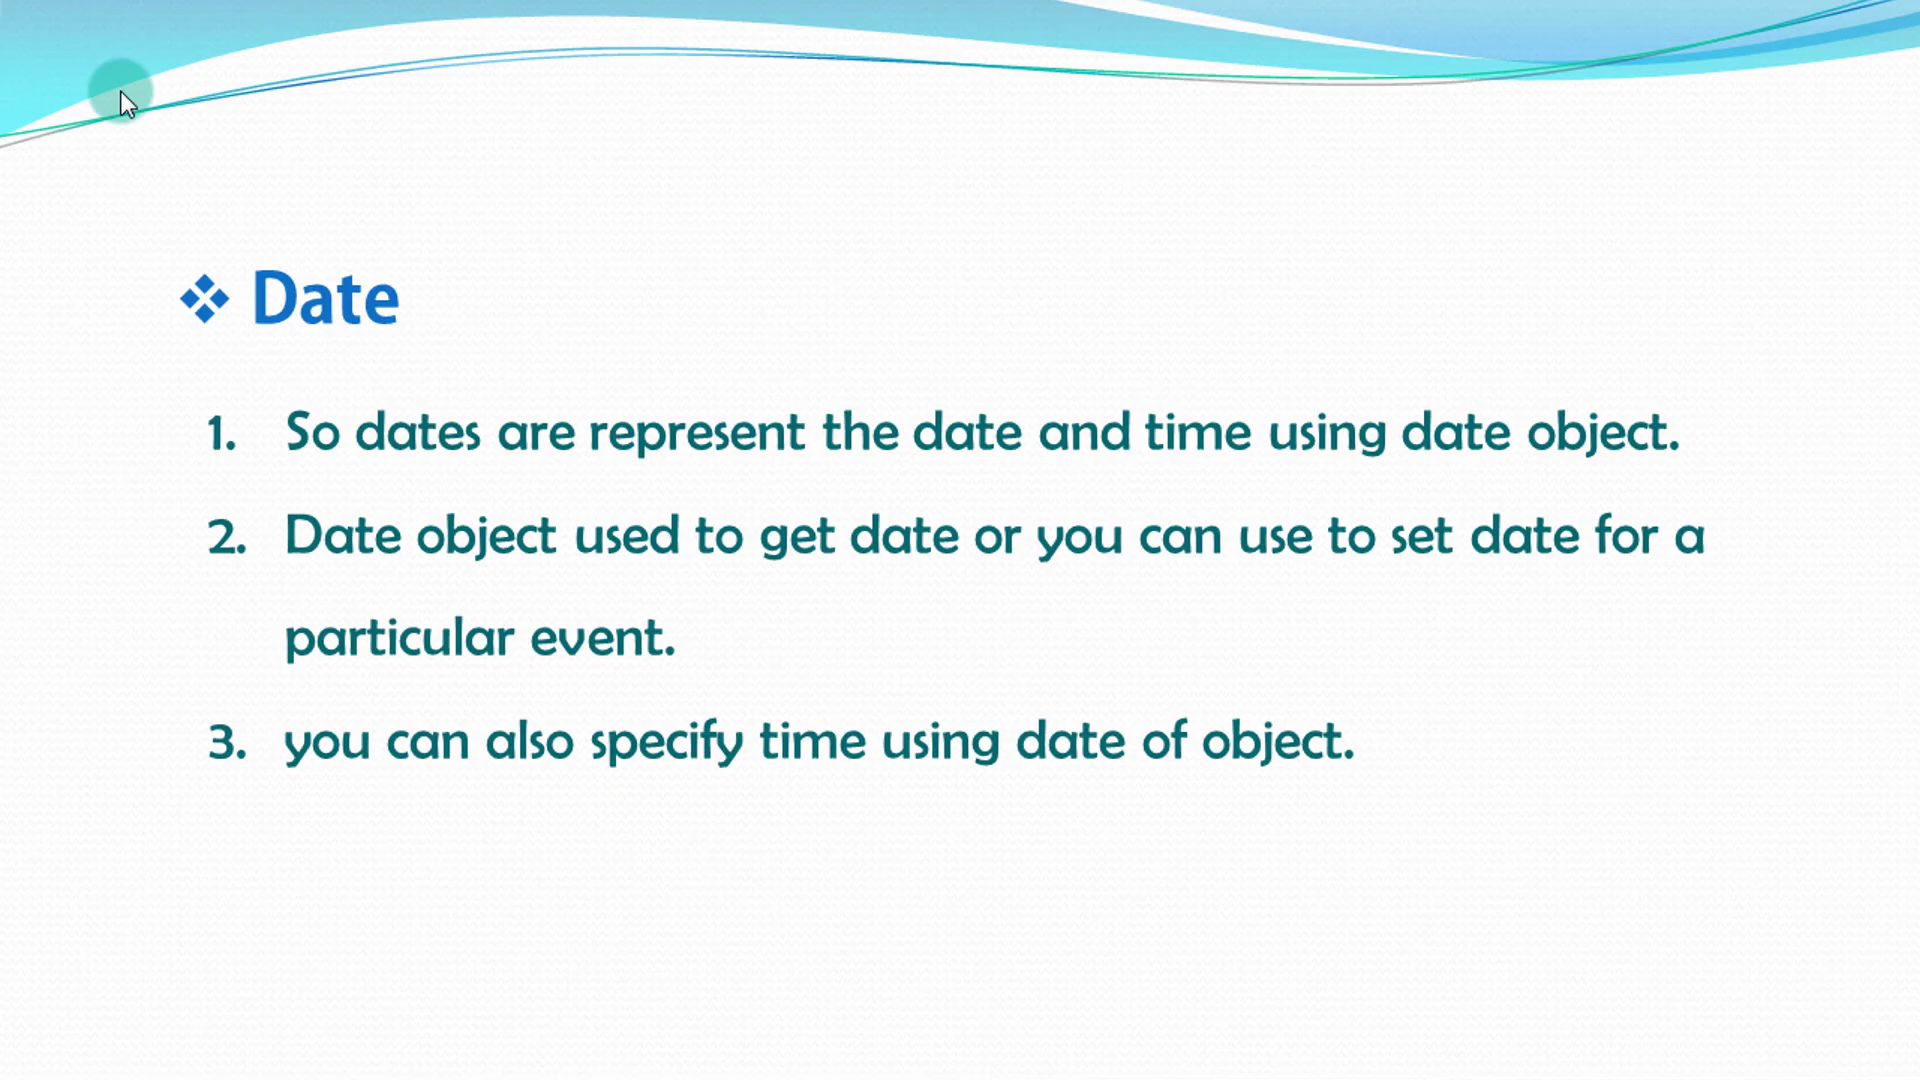 ❖ Date
1. So dates are represent the date and time using date object.
2. Date object used to get date or you can use to set date for a
particular event.
3. you can also specify time using date of object.